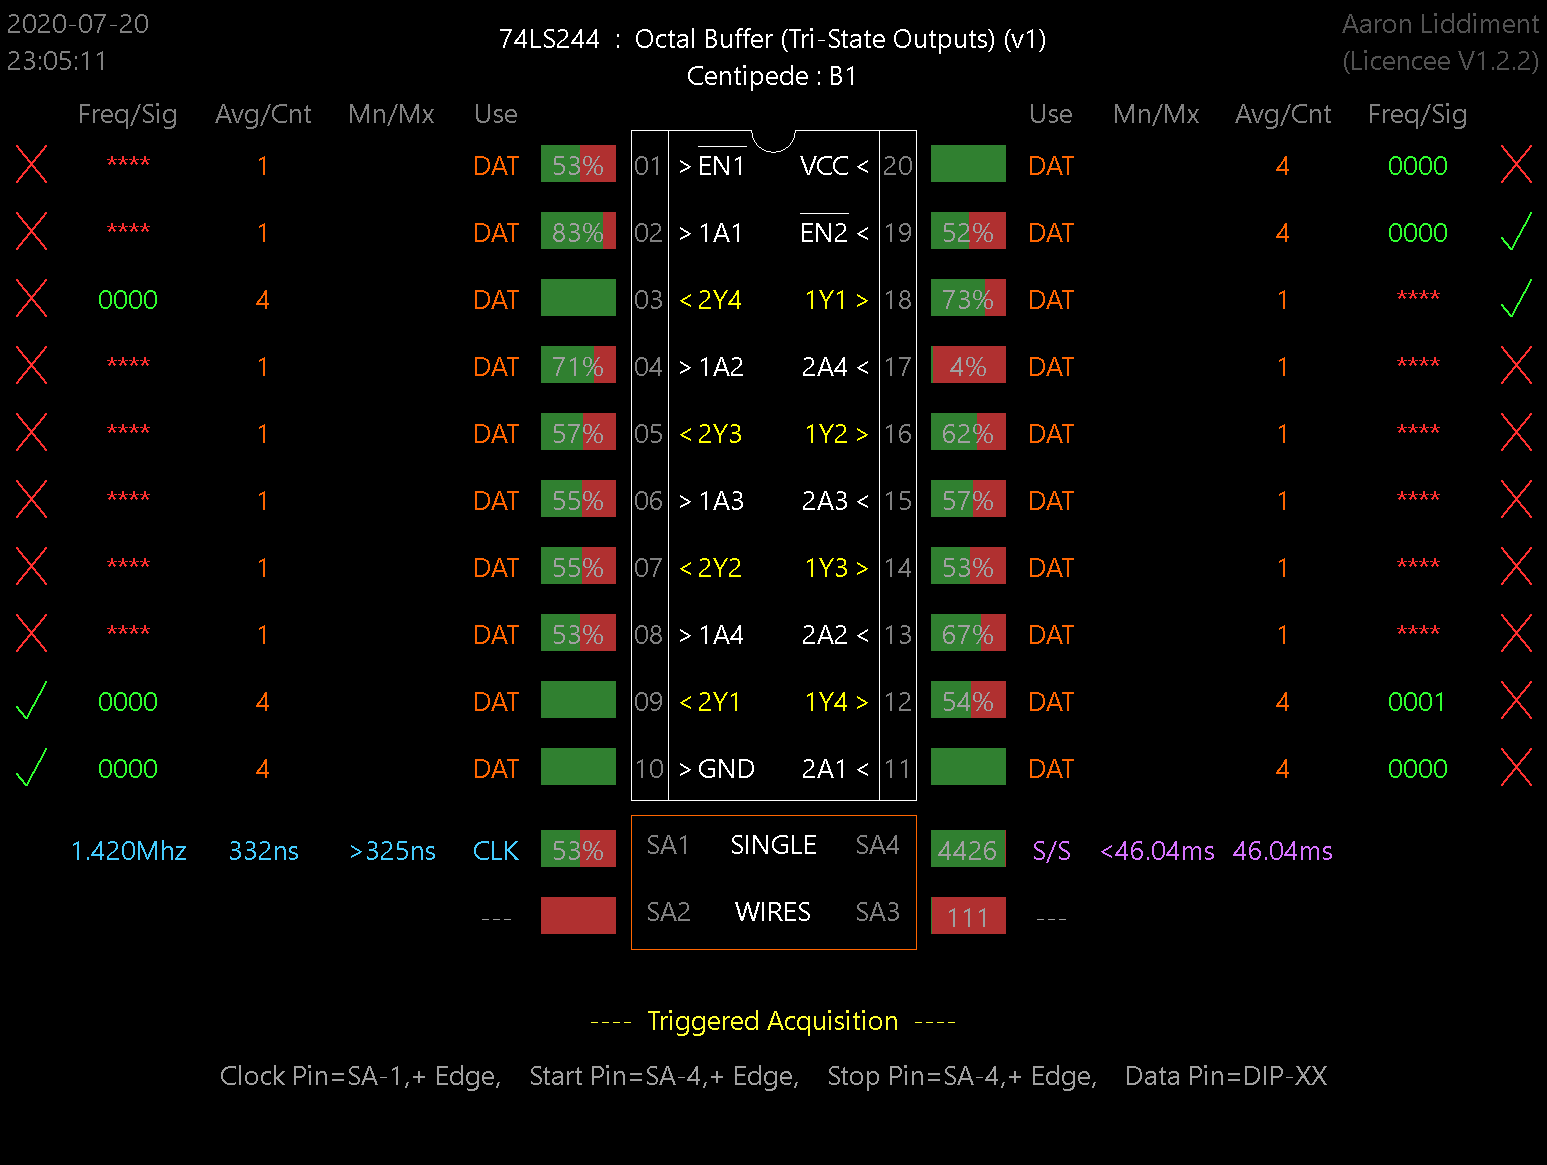 2020-07-20
23:05:11
74LS244 : Octal Buffer (Tri-State Outputs) (v1)
Centipede : B1
Aaron Liddiment
(Licencee V1.2.2)
Freq/Sig Avg/Cnt Mn/Mx Use Use Mn/Mx Avg/Cnt Freq/Sig
**** 1 DAT 53% 01 > EN1 VCC < 20 DAT 4 0000
**** 1 DAT 83% 02 > 1A1 EN2 < 19 52% DAT 4 0000
0000 4 DAT 03 < 2Y4 1Y1 > 18 73% DAT 1 ****
**** 1 DAT 71% 04 > 1A2 2A4 < 17 4% DAT 1 ****
**** 1 DAT 57% 05 < 2Y3 1Y2 > 16 62% DAT 1 ****
**** 1 DAT 55% 06 > 1A3 2A3 < 15 57% DAT 1 ****
**** 1 DAT 55% 07 < 2Y2 1Y3 > 14 53% DAT 1 ****
**** 1 DAT 53% 08 > 1A4 2A2 < 13 67% DAT 1 ****
0000 4 DAT 09 < 2Y1 1Y4 > 12 54% DAT 4 0001
0000 4 DAT 10 > GND 2A1 < 11 DAT 4 0000
1.420Mhz 332ns >325ns CLK 53% SA1 SINGLE SA4 4426 S/S <46.04ms 46.04ms
--- SA2 WIRES SA3 111 ---
---- Triggered Acquisition ----
Clock Pin=SA-1,+ Edge, Start Pin=SA-4,+ Edge, Stop Pin=SA-4,+ Edge, Data Pin=DIP-XX